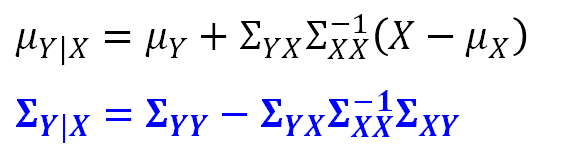 μ_{Y|X} = μ_Y + Σ_{YX}Σ_{XX}^{-1}(X − μ_X)
Σ_{Y|X} = Σ_{YY} − Σ_{YX}Σ_{XX}^{-1}Σ_{XY}